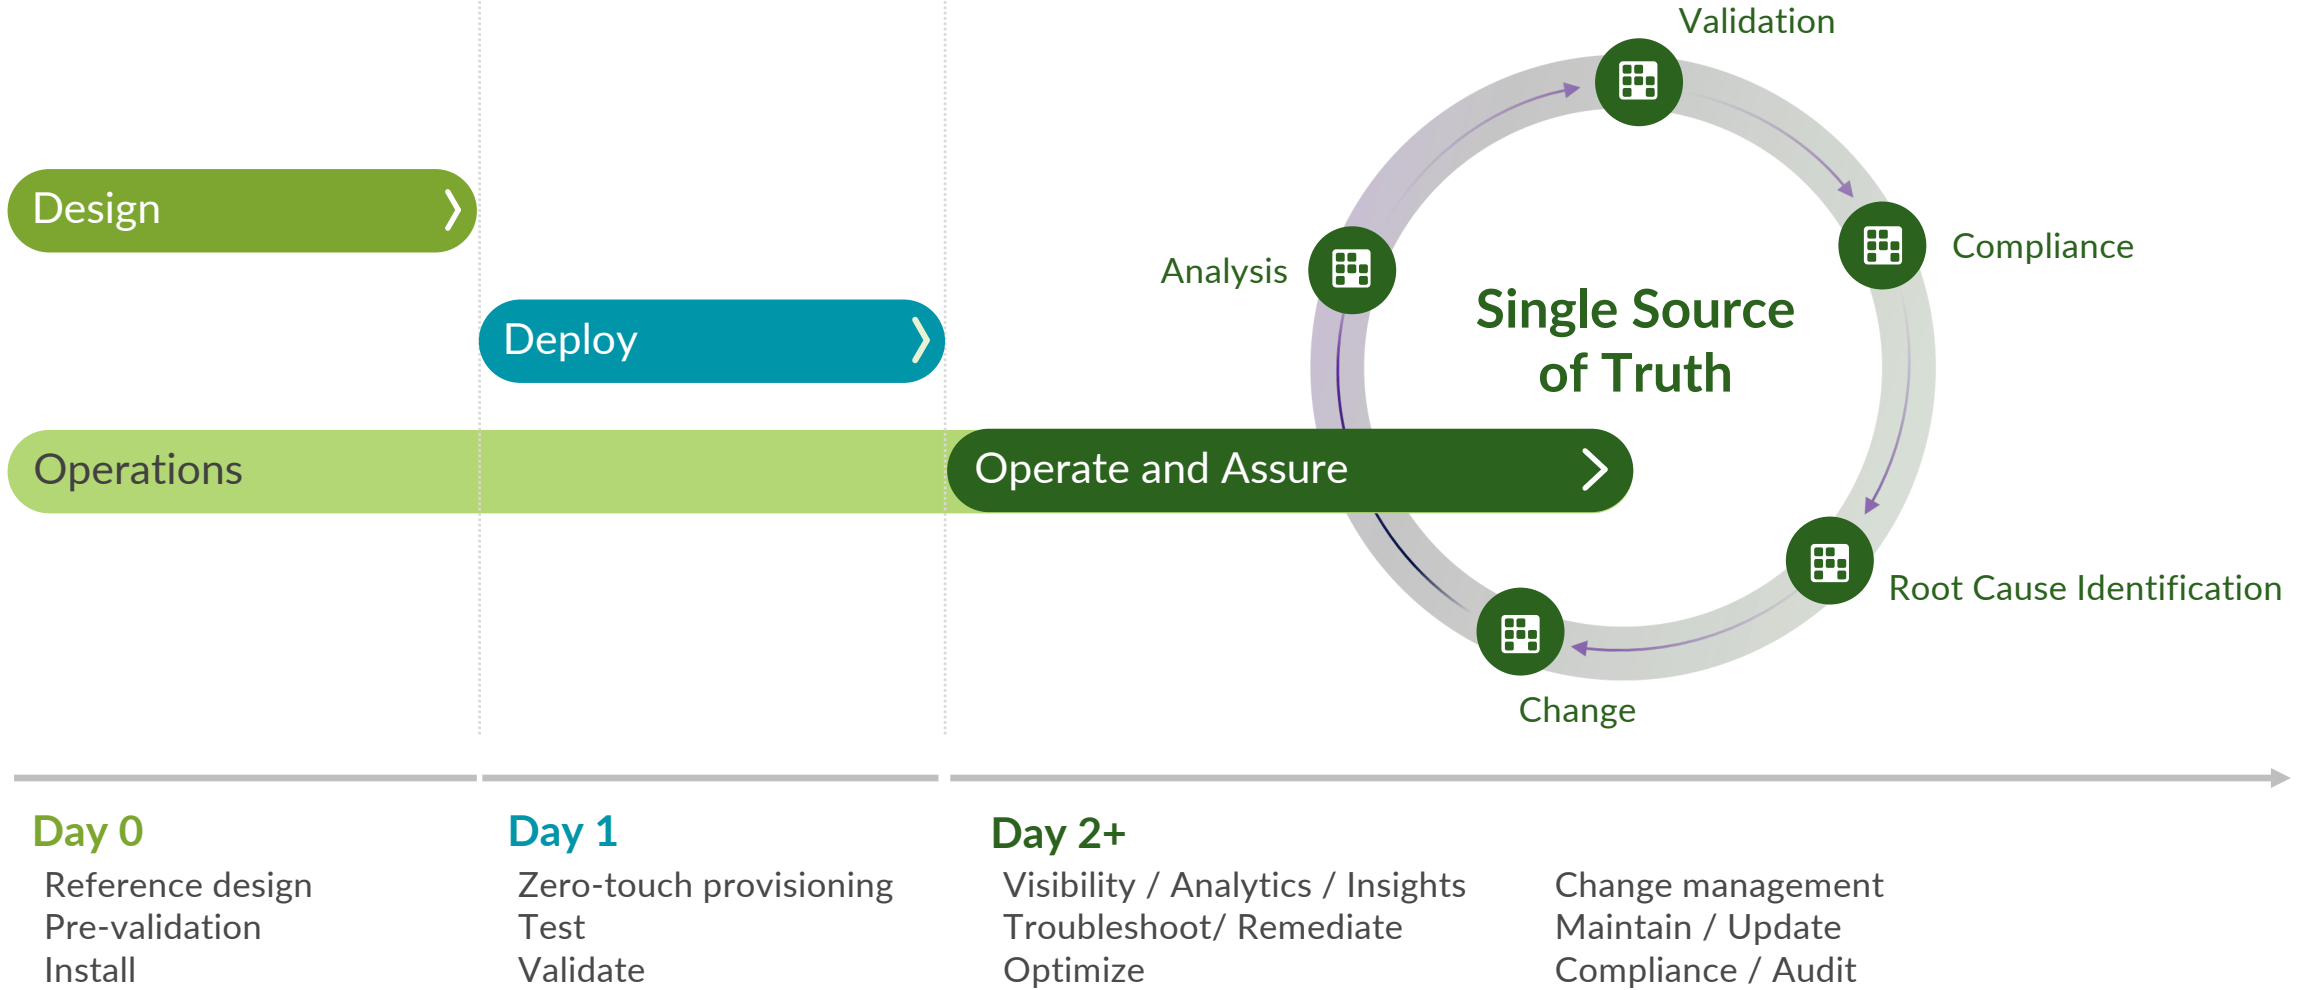 Validation
Design
Compliance
Analysis
Single Source
of Truth
Deploy
Operations
Operate and Assure
Root Cause Identification
Change
Day 0
Reference design
Pre-validation
Install
Day 1
Zero-touch provisioning
Test
Validate
Day 2+
Visibility / Analytics / Insights
Troubleshoot/ Remediate
Optimize
Change management
Maintain / Update
Compliance / Audit